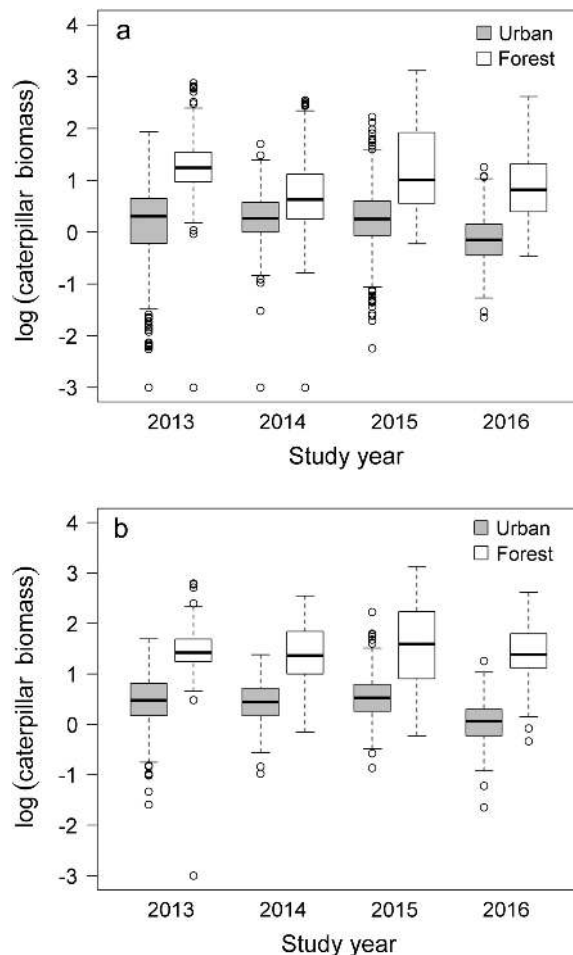 a
Urban
Forest
4
3
2
1
0
-1
-2
-3
log (caterpillar biomass)
2013 2014 2015 2016
Study year
b
Urban
Forest
4
3
2
1
0
-1
-2
-3
log (caterpillar biomass)
2013 2014 2015 2016
Study year